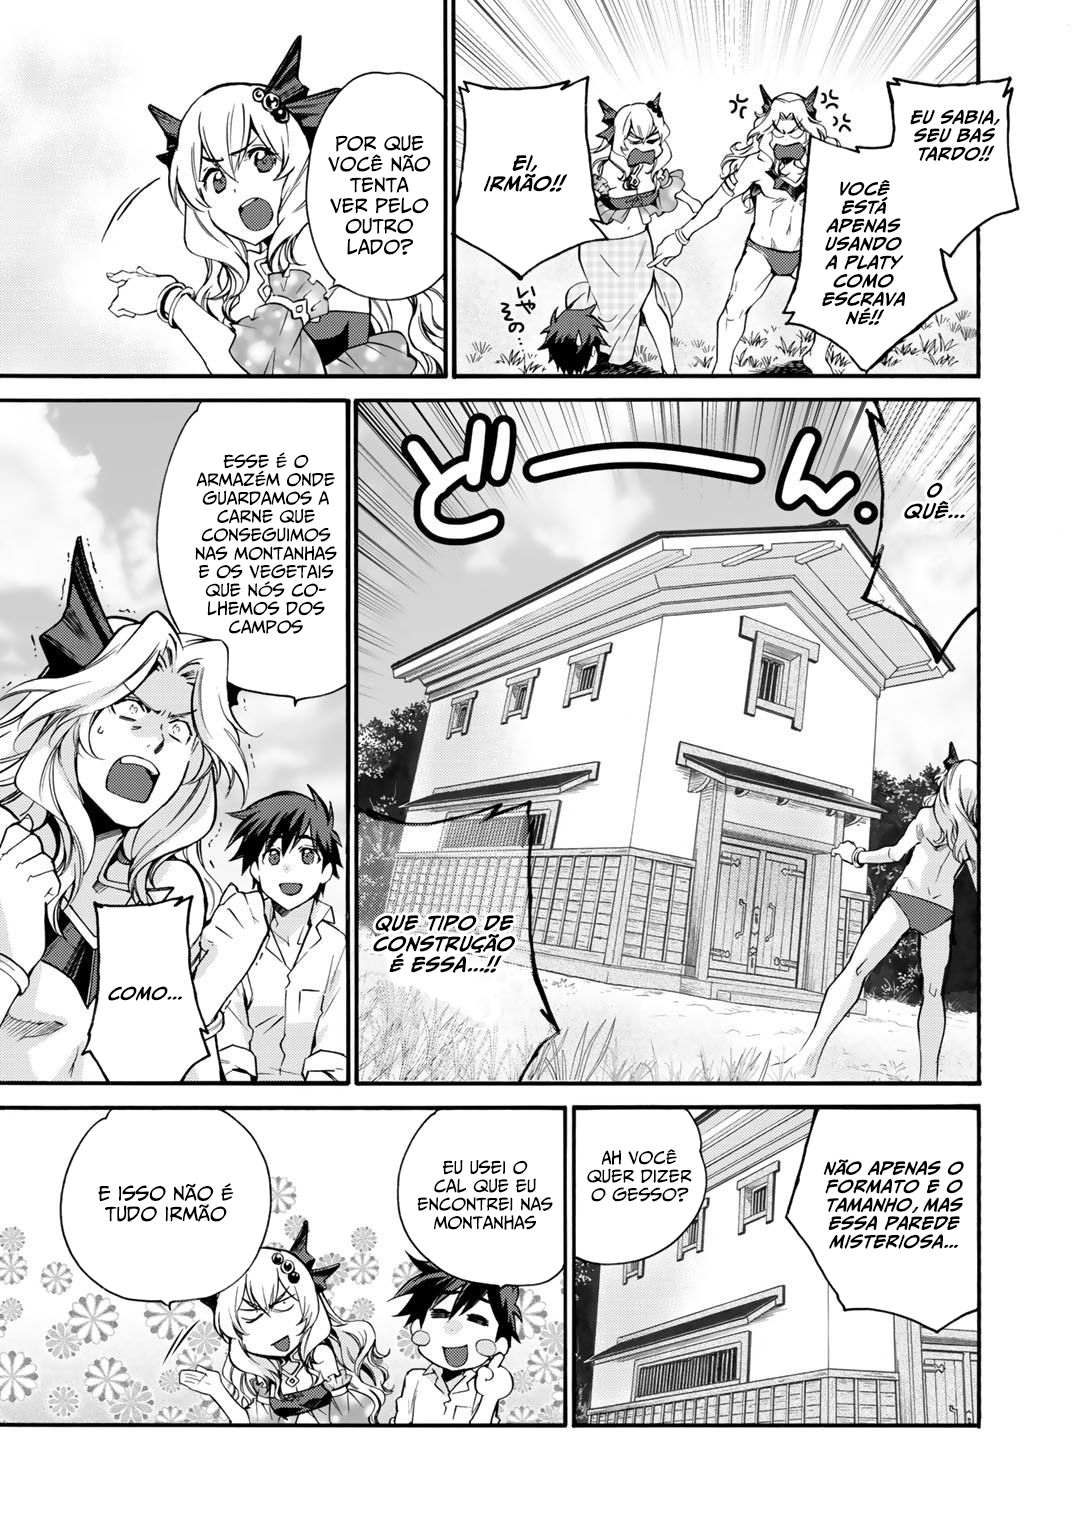 EU SABIA,
SEU BAS
TARDO!!
VOCÊ
ESTÁ
APENAS
USANDO
A PLATY
COMO
ESCRAVA
NÉ!!
EI,
IRMÃO!!
いやん…
POR QUE
VOCÊ NÃO
TENTA
VER PELO
OUTRO
LADO?
どーん。
O
QUÊ...
QUE TIPO DE
CONSTRUÇÃO
É ESSA...!!
ESSE É O
ARMAZÉM ONDE
GUARDAMOS A
CARNE QUE
CONSEGUIMOS
NAS MONTANHAS
E OS VEGETAIS
QUE NÓS CO-
LHEMOS DOS
CAMPOS
COMO...
NÃO APENAS O
FORMATO E O
TAMANHO, MAS
ESSA PAREDE
MISTERIOSA...
AH VOCÊ
QUER DIZER
O GESSO?
EU USEI O
CAL QUE EU
ENCONTREI NAS
MONTANHAS
E ISSO NÃO É
TUDO IRMÃO